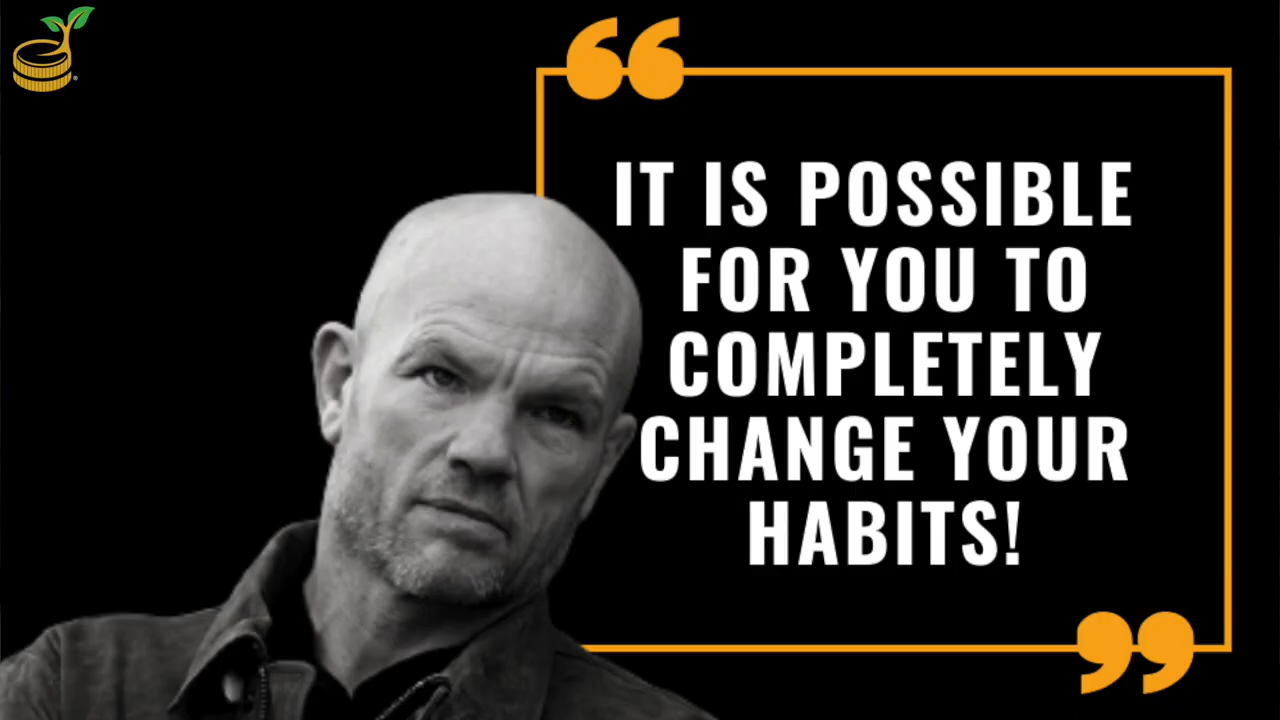 IT IS POSSIBLE
FOR YOU TO
COMPLETELY
CHANGE YOUR
HABITS!